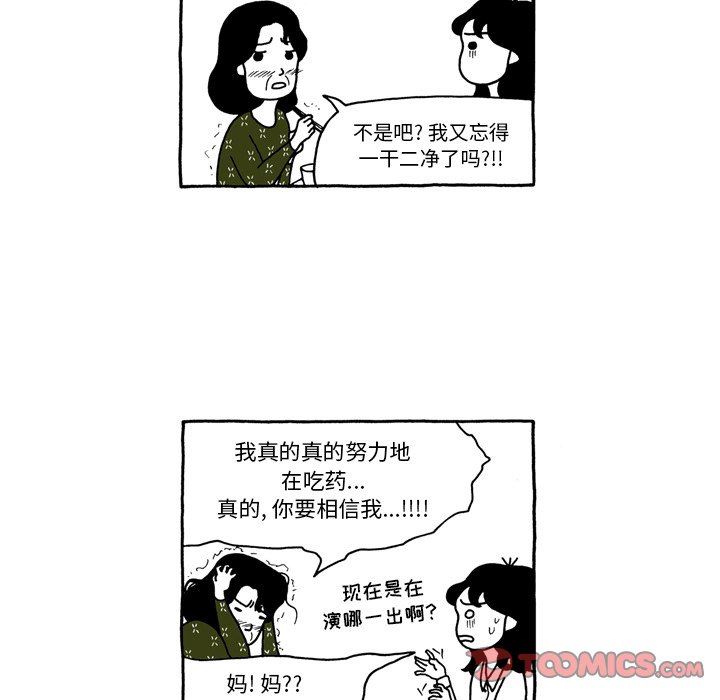 不是吧? 我又忘得
一干二净了吗?!!
我真的真的努力地
在吃药...
真的, 你要相信我...!!!!
现在是在
演哪一出啊?
妈! 妈??
TOOMICS.COM